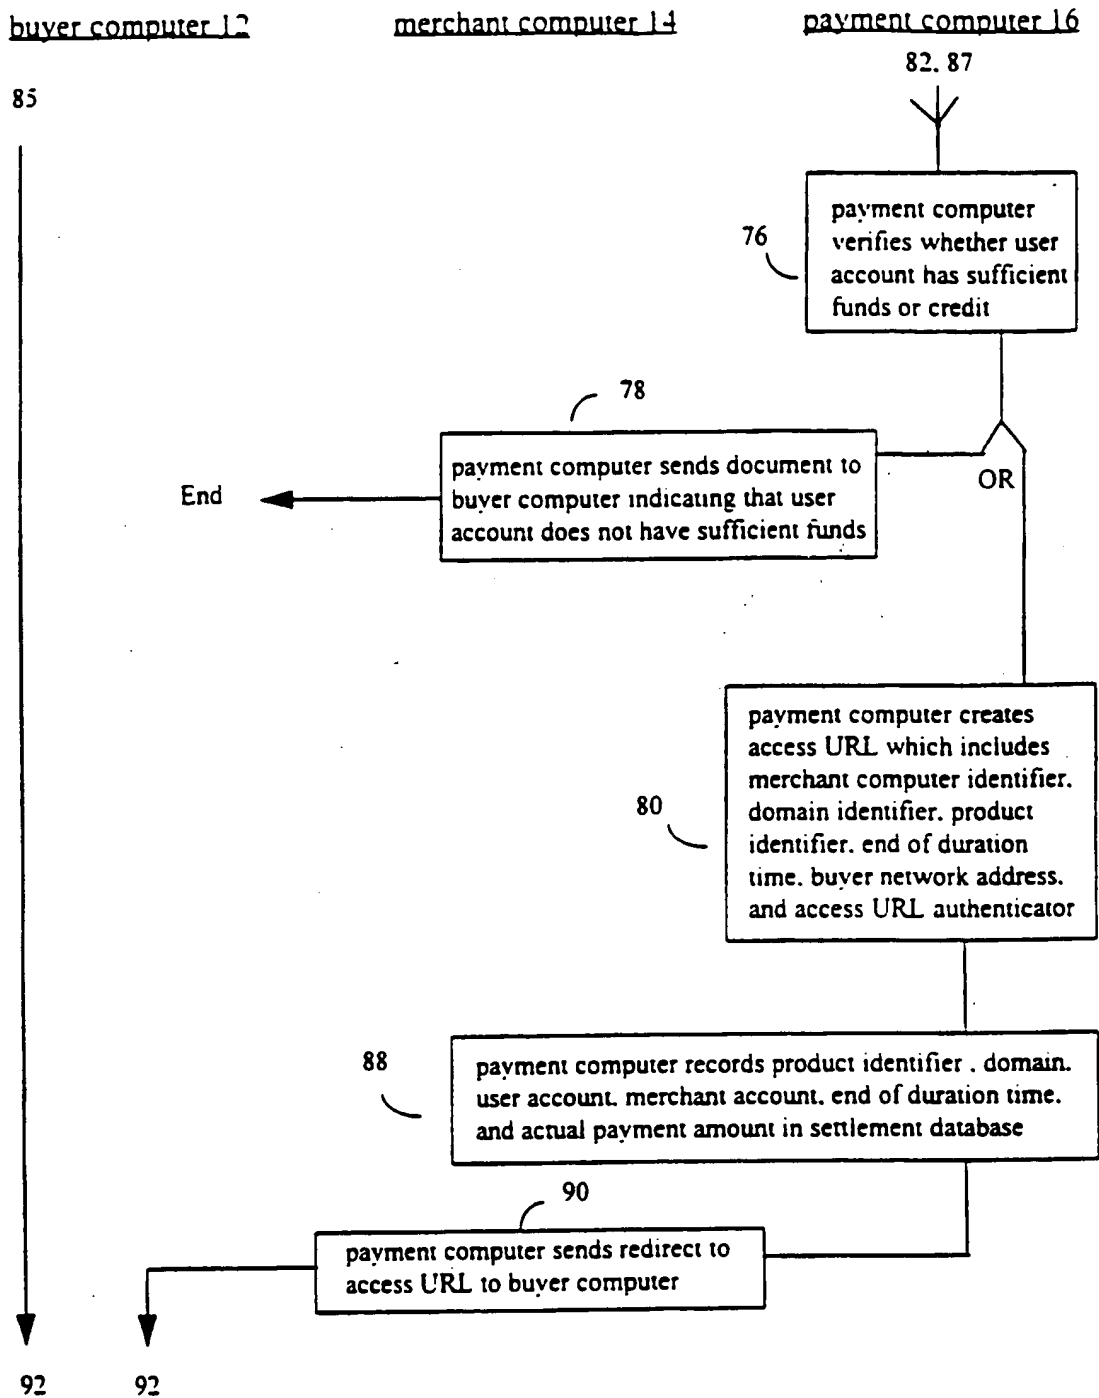 buyer computer 12
merchant computer 14
payment computer 16
82. 87
85
payment computer
verifies whether user
account has sufficient
funds or credit
76
78
payment computer sends document to
buyer computer indicating that user
account does not have sufficient funds
End
OR
payment computer creates
access URL which includes
merchant computer identifier.
domain identifier. product
identifier. end of duration
time. buyer network address.
and access URL authenticator
80
88
payment computer records product identifier . domain.
user account. merchant account. end of duration time.
and actual payment amount in settlement database
90
payment computer sends redirect to
access URL to buyer computer
92
92